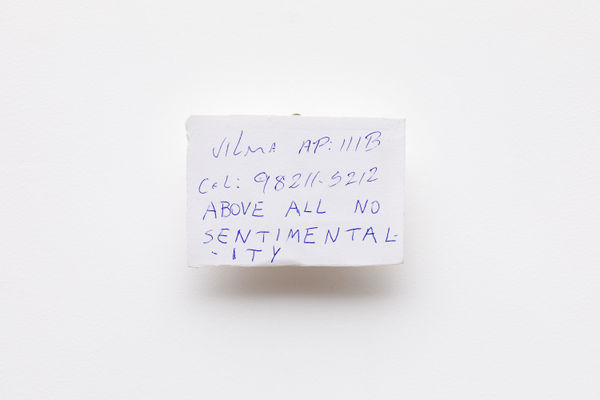 VILMA AP: 111B
CEL: 98211-5212
ABOVE ALL NO
SENTIMENTAL-
-ITY